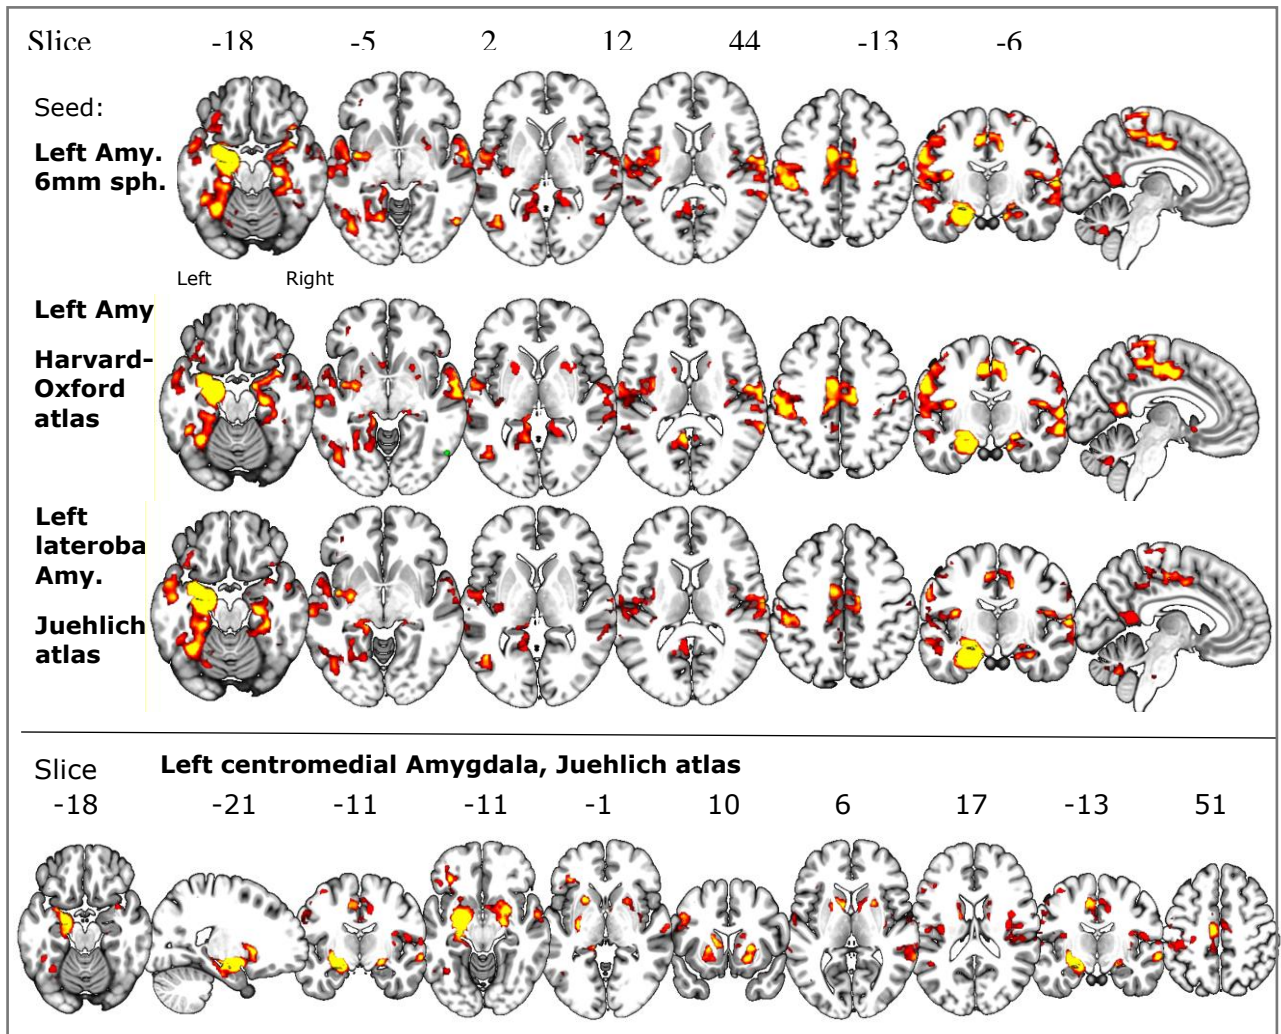 Slice -18 -5 2 12 44 -13 -6
Seed:
Left Amy.
6mm sph.
Left Right
Left Amy
Harvard-
Oxford
atlas
Left
lateroba
Amy.
Juehlich
atlas
Slice Left centromedial Amygdala, Juehlich atlas
-18 -21 -11 -11 -1 10 6 17 -13 51